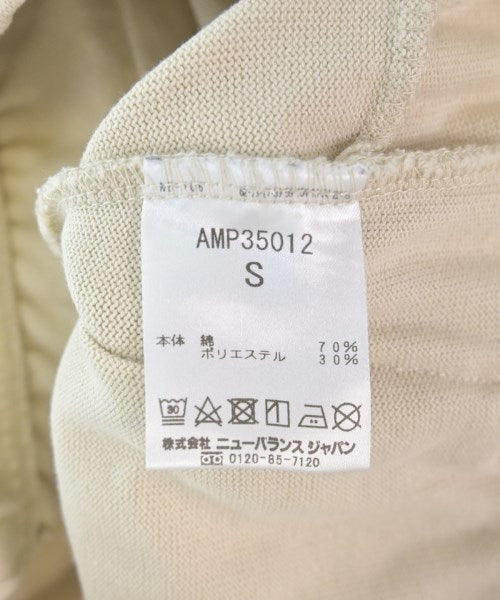 AMP35012
S
本体 綿 70%
ポリエステル 30%
30
株式会社 ニューバランス ジャパン
0120-85-7120